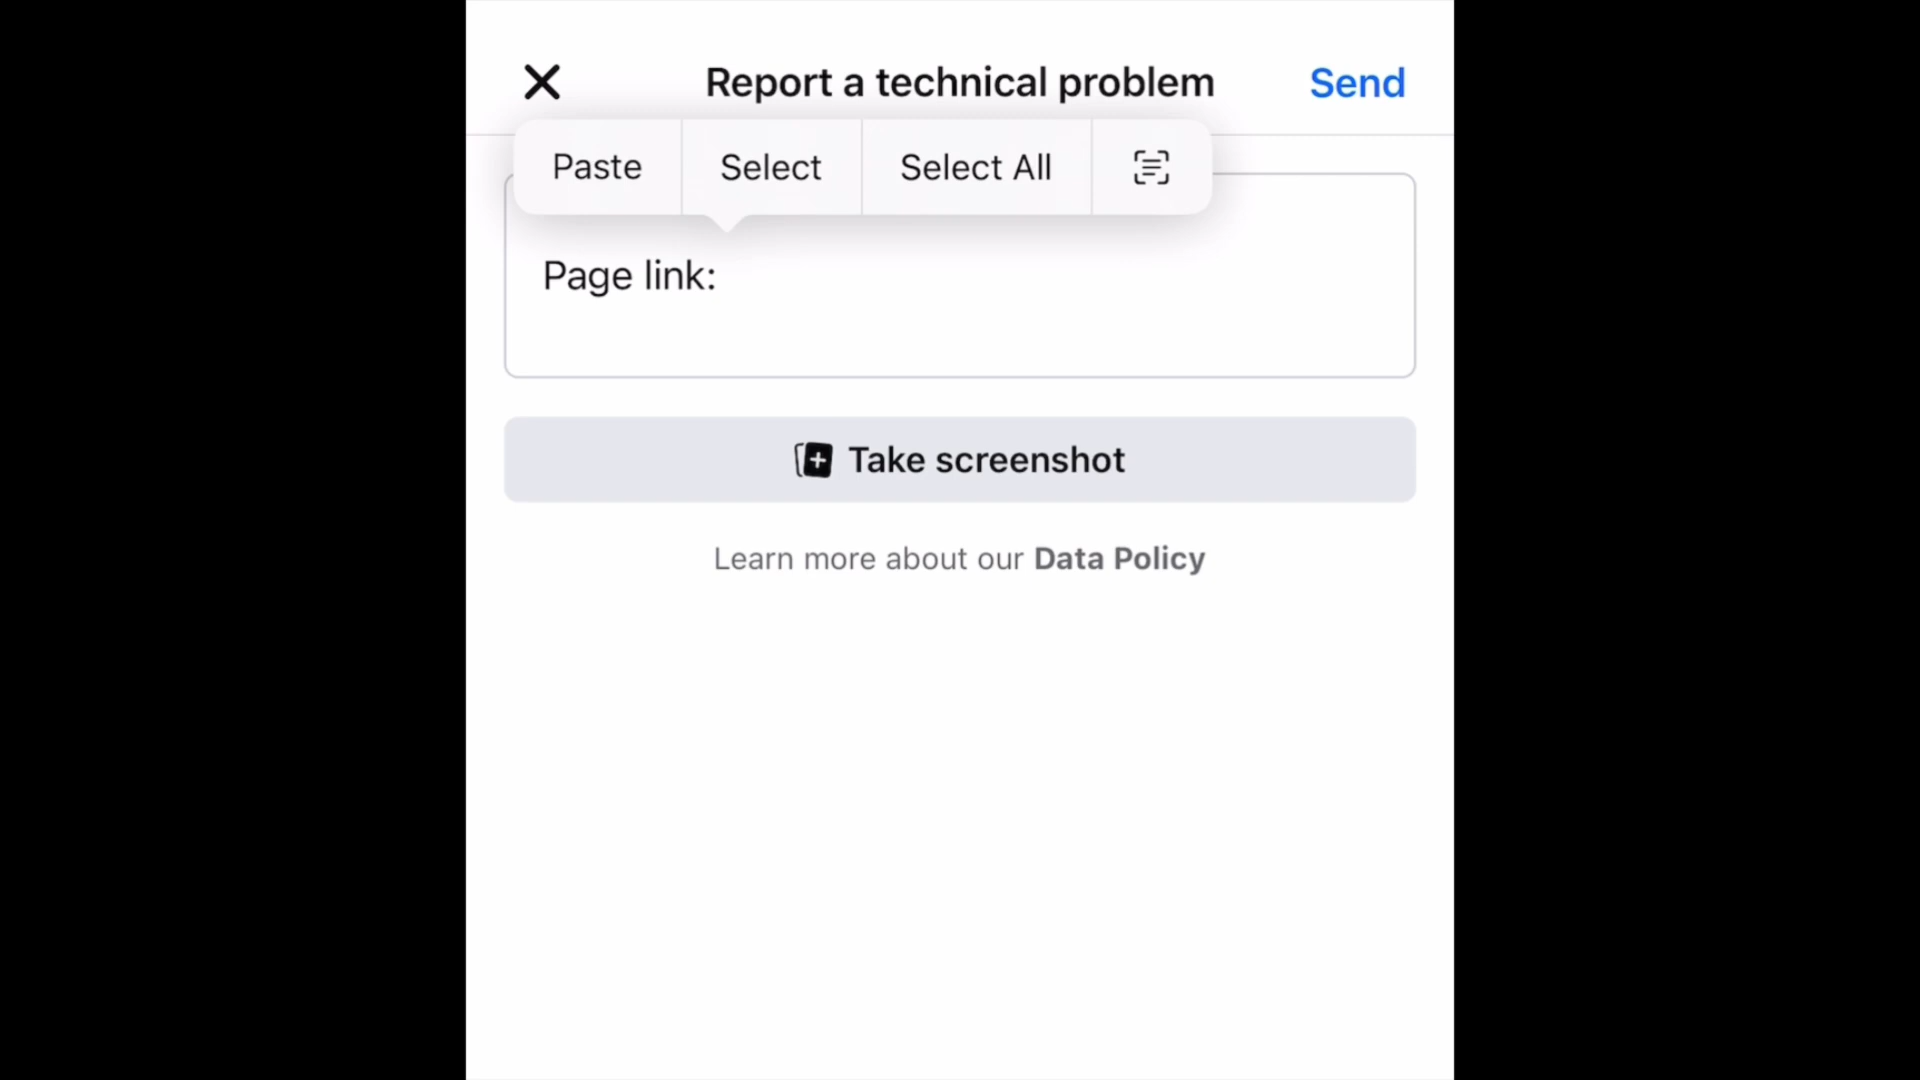 Report a technical problem
Send
Paste
Select
Select All
Page link:
Take screenshot
Learn more about our Data Policy